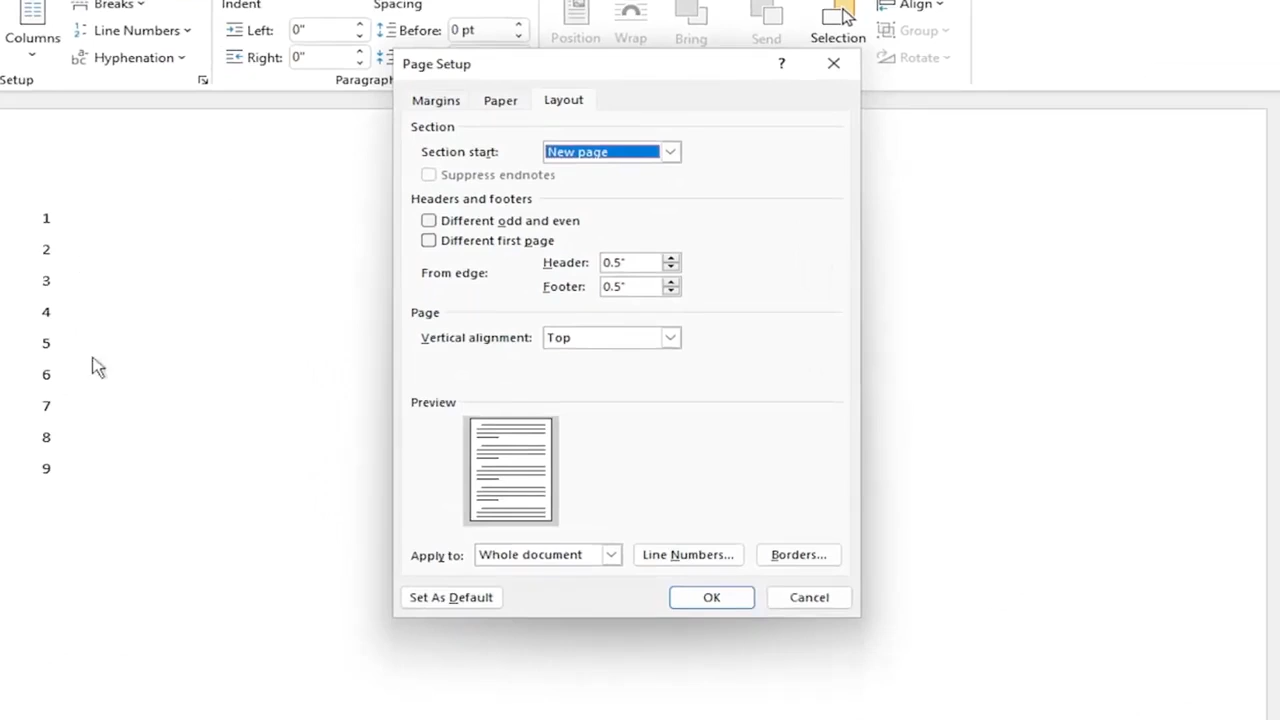 Breaks
Indent
Spacing
Align
Columns
Line Numbers
Left: 0"
Before: 0 pt
Position
Wrap
Bring
Send
Selection
Group
Hyphenation
Right: 0"
Rotate
Setup
Paragraph
Page Setup
?
Margins
Paper
Layout
Section
Section start: New page
Suppress endnotes
Headers and footers
Different odd and even
Different first page
From edge:
Header: 0.5"
Footer: 0.5"
Page
Vertical alignment: Top
Preview
Apply to: Whole document
Line Numbers...
Borders...
Set As Default
OK
Cancel
1
2
3
4
5
6
7
8
9